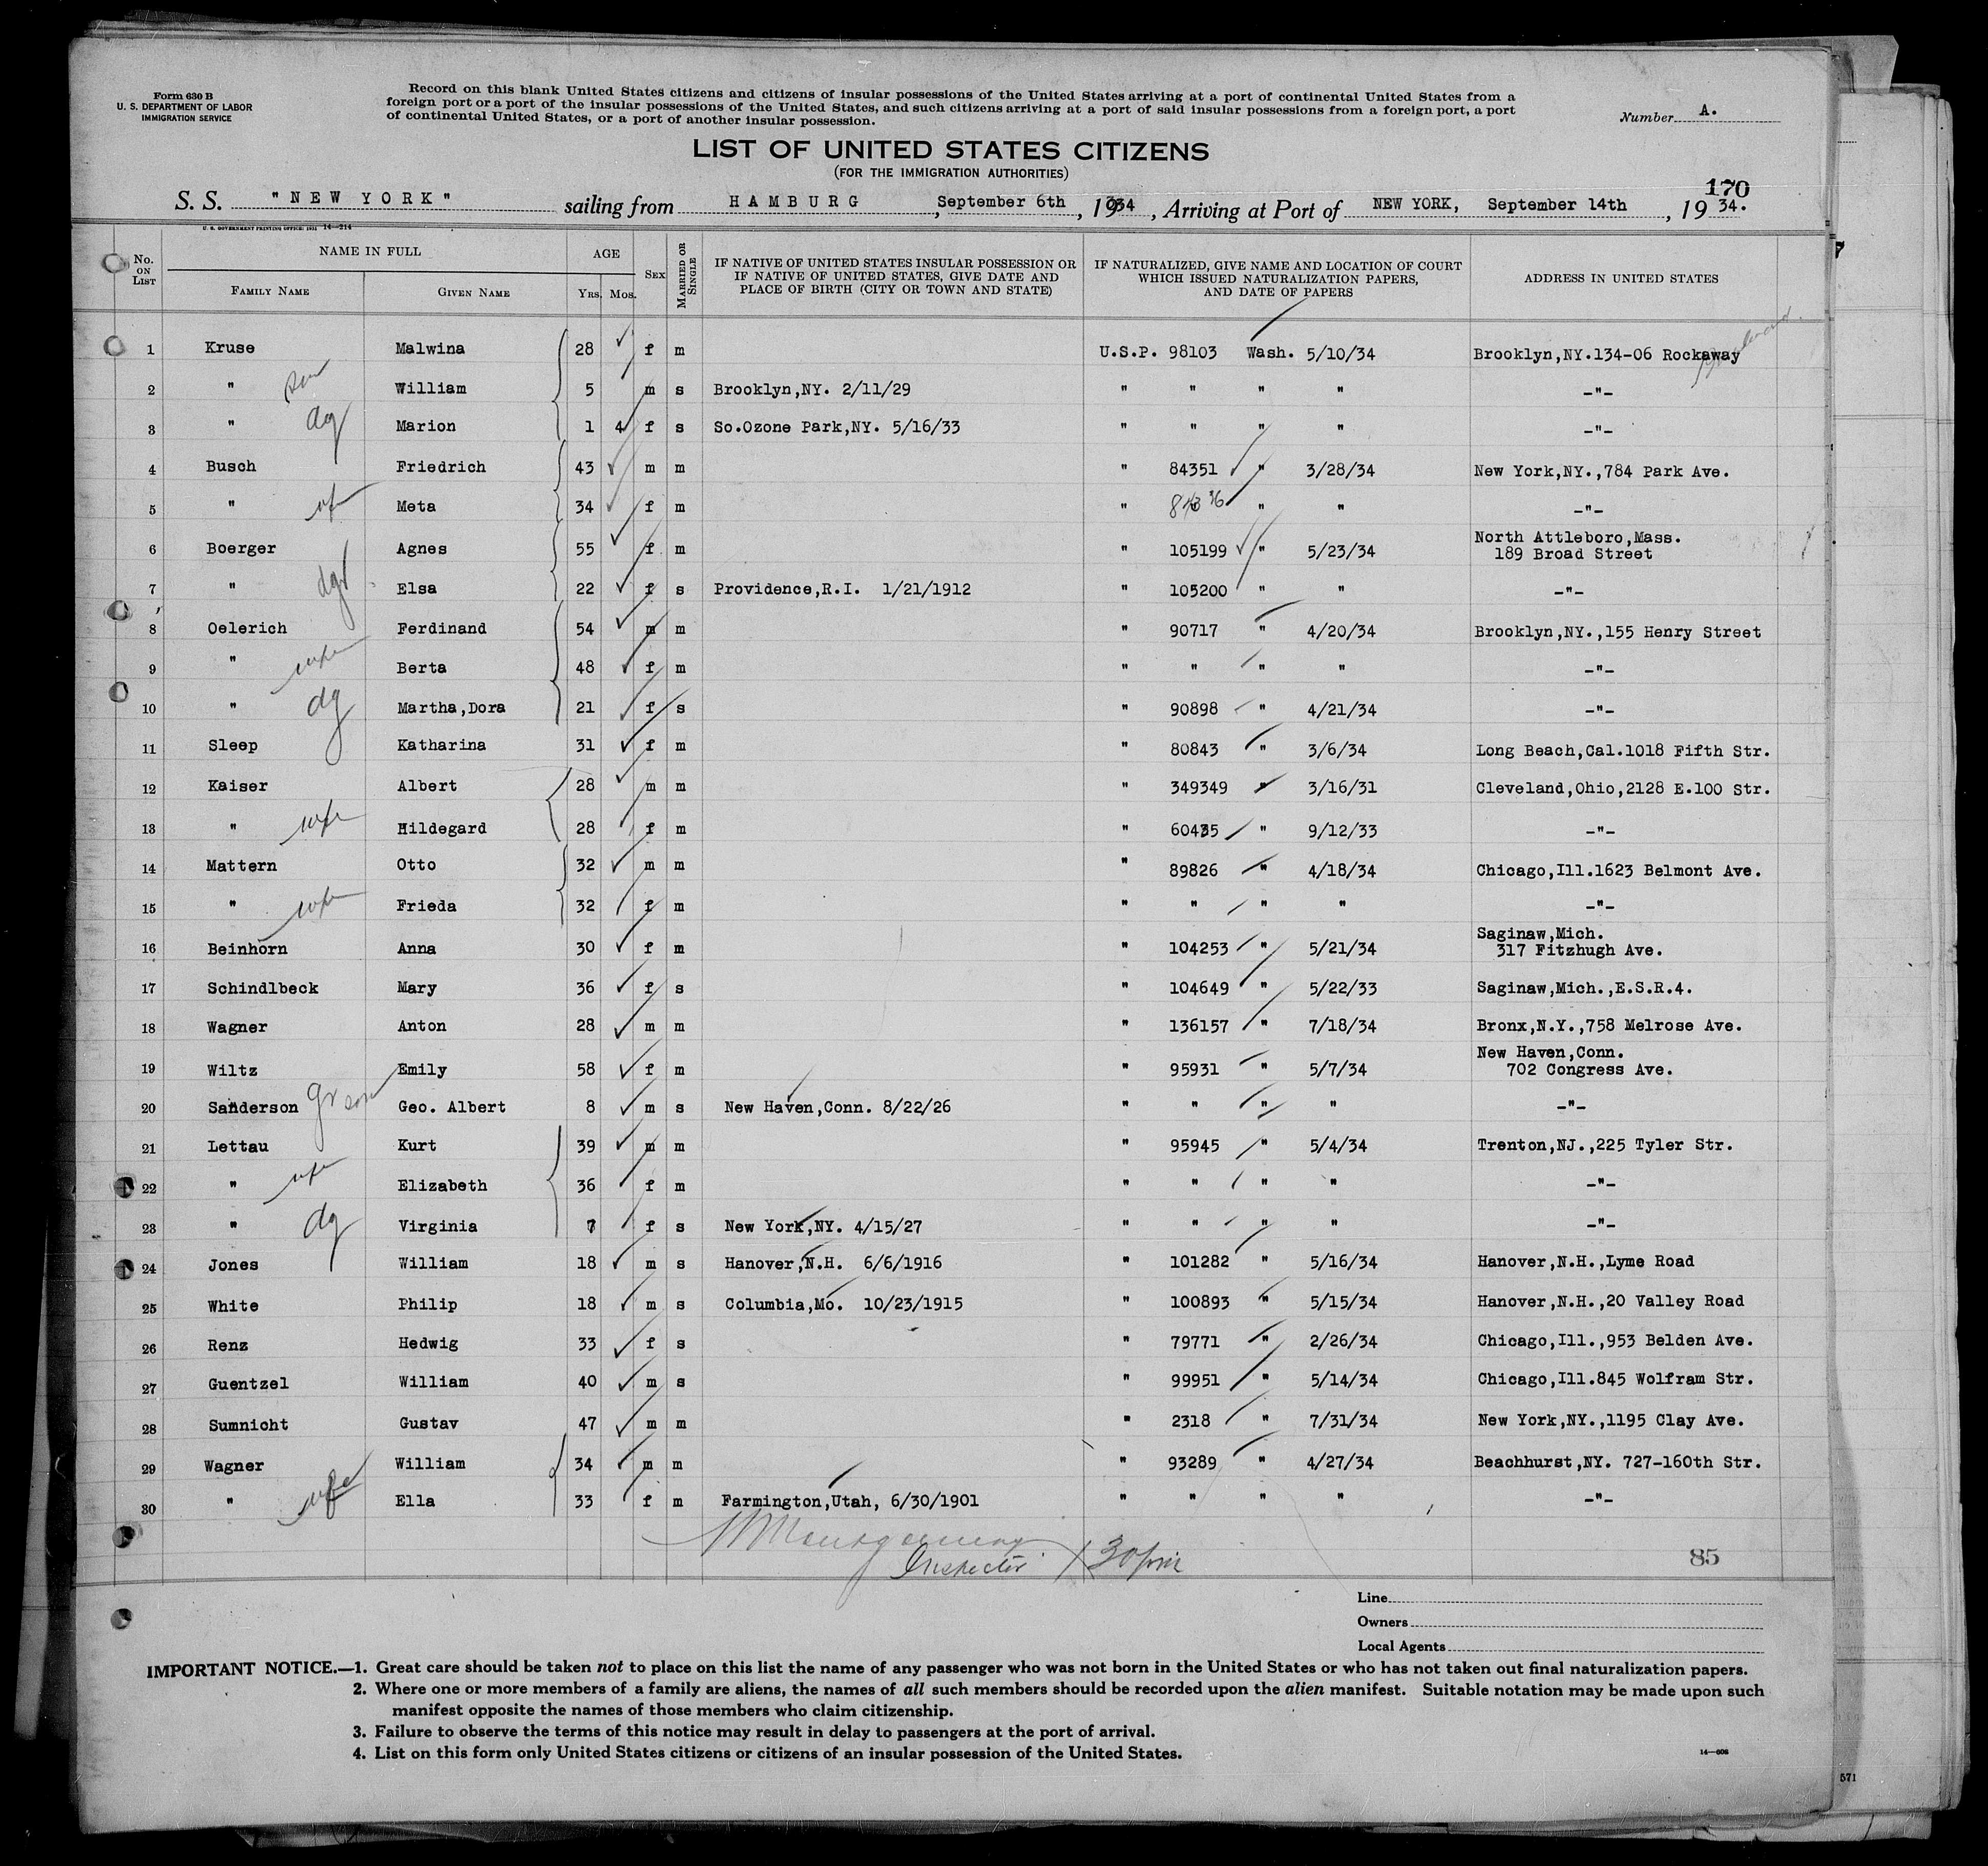 Form 630 B
U. S. DEPARTMENT OF LABOR
IMMIGRATION SERVICE
Record on this blank United States citizens and citizens of insular possessions of the United States arriving at a port of continental United States from a
foreign port or a port of the insular possessions of the United States, and such citizens arriving at a port of said insular possessions from a foreign port, a port
of continental United States, or a port of another insular possession.
Number A.
LIST OF UNITED STATES CITIZENS
(FOR THE IMMIGRATION AUTHORITIES)
170
S. S. "NEW YORK" sailing from HAMBURG, September 6th, 1934, Arriving at Port of NEW YORK, September 14th, 1934.
U. S. GOVERNMENT PRINTING OFFICE: 1931 14—214
No. ON LIST NAME IN FULL FAMILY NAME GIVEN NAME AGE YRS. MOS. SEX MARRIED OR SINGLE IF NATIVE OF UNITED STATES INSULAR POSSESSION OR IF NATIVE OF UNITED STATES, GIVE DATE AND PLACE OF BIRTH (CITY OR TOWN AND STATE) IF NATURALIZED, GIVE NAME AND LOCATION OF COURT WHICH ISSUED NATURALIZATION PAPERS, AND DATE OF PAPERS ADDRESS IN UNITED STATES
1 Kruse Malwina 28 f m U.S.P. 98103 Wash. 5/10/34 Brooklyn,NY.134-06 Rockaway
2 " son William 5 m s Brooklyn,NY. 2/11/29 " " " " -"-
3 " dg Marion 1 4 f s So.Ozone Park,NY. 5/16/33 " " " " -"-
4 Busch Friedrich 43 m m " 84351 " 3/28/34 New York,NY.,784 Park Ave.
5 " wf Meta 34 f m " " " -"-
6 Boerger Agnes 55 f m " 105199 " 5/23/34 North Attleboro,Mass.
189 Broad Street
7 " dg Elsa 22 f s Providence,R.I. 1/21/1912 " 105200 " " -"-
8 Oelerich Ferdinand 54 m m " 90717 " 4/20/34 Brooklyn,NY.,155 Henry Street
9 " wife Berta 48 f m " " " " -"-
10 " dg Martha,Dora 21 f s " 90898 " 4/21/34 -"-
11 Sleep Katharina 31 f m " 80843 " 3/6/34 Long Beach,Cal.1018 Fifth Str.
12 Kaiser Albert 28 m m " 349349 " 3/16/31 Cleveland,Ohio,2128 E.100 Str.
13 " wife Hildegard 28 f m " 60435 " 9/12/33 -"-
14 Mattern Otto 32 m m " 89826 " 4/18/34 Chicago,Ill.1623 Belmont Ave.
15 " wife Frieda 32 f m " " " " -"-
16 Beinhorn Anna 30 f m " 104253 " 5/21/34 Saginaw,Mich.
317 Fitzhugh Ave.
17 Schindlbeck Mary 36 f s " 104649 " 5/22/33 Saginaw,Mich.,E.S.R.4.
18 Wagner Anton 28 m m " 136157 " 7/18/34 Bronx,N.Y.,758 Melrose Ave.
19 Wiltz Emily 58 f m " 95931 " 5/7/34 New Haven,Conn.
702 Congress Ave.
20 Sanderson gr son Geo. Albert 8 m s New Haven,Conn. 8/22/26 " " " " -"-
21 Lettau Kurt 39 m m " 95945 " 5/4/34 Trenton,NJ.,225 Tyler Str.
22 " wife Elizabeth 36 f m " " " " -"-
23 " dg Virginia 7 f s New York,NY. 4/15/27 " " " " -"-
24 Jones William 18 m s Hanover,N.H. 6/6/1916 " 101282 " 5/16/34 Hanover,N.H.,Lyme Road
25 White Philip 18 m s Columbia,Mo. 10/23/1915 " 100893 " 5/15/34 Hanover,N.H.,20 Valley Road
26 Renz Hedwig 33 f s " 79771 " 2/26/34 Chicago,Ill.,953 Belden Ave.
27 Guentzel William 40 m s " 99951 " 5/14/34 Chicago,Ill.845 Wolfram Str.
28 Sumnicht Gustav 47 m m " 2318 " 7/31/34 New York,NY.,1195 Clay Ave.
29 Wagner William 34 m m " 93289 " 4/27/34 Beachhurst,NY. 727-160th Str.
30 " wife Ella 33 f m Farmington,Utah, 6/30/1901 " " " " -"-
Montgomery
Inspector
85
Line
Owners
Local Agents
IMPORTANT NOTICE.—1. Great care should be taken not to place on this list the name of any passenger who was not born in the United States or who has not taken out final naturalization papers.
2. Where one or more members of a family are aliens, the names of all such members should be recorded upon the alien manifest. Suitable notation may be made upon such
manifest opposite the names of those members who claim citizenship.
3. Failure to observe the terms of this notice may result in delay to passengers at the port of arrival.
4. List on this form only United States citizens or citizens of an insular possession of the United States.
14—608
571